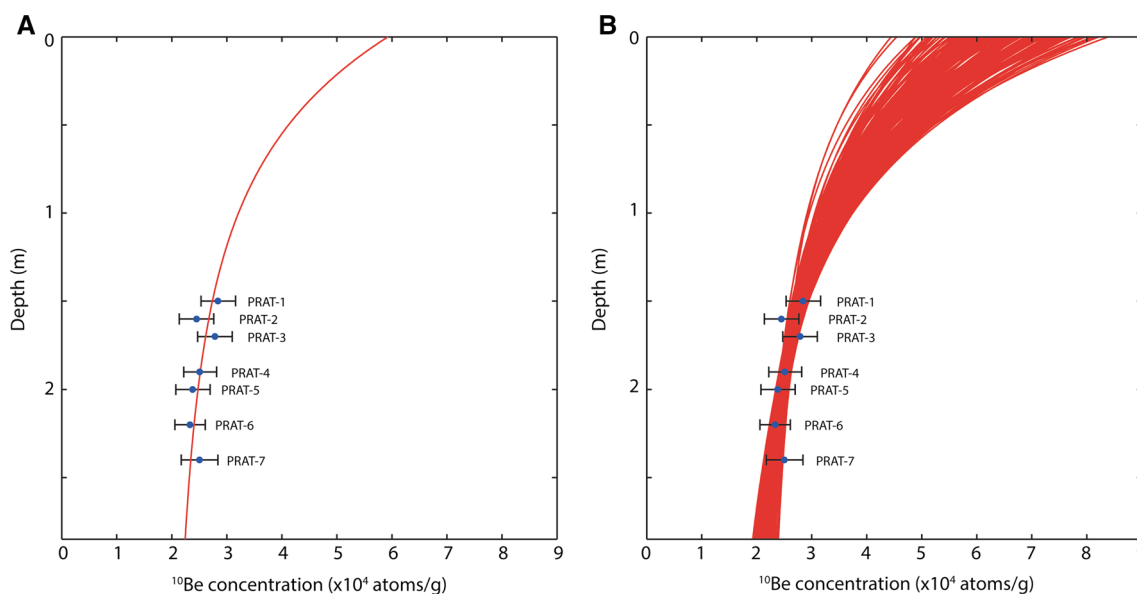 A
0
1
2
Depth (m)
PRAT-1
PRAT-2
PRAT-3
PRAT-4
PRAT-5
PRAT-6
PRAT-7
0 1 2 3 4 5 6 7 8 9
¹⁰Be concentration (x10⁴ atoms/g)
B
0
1
2
Depth (m)
PRAT-1
PRAT-2
PRAT-3
PRAT-4
PRAT-5
PRAT-6
PRAT-7
0 1 2 3 4 5 6 7 8
¹⁰Be concentration (x10⁴ atoms/g)